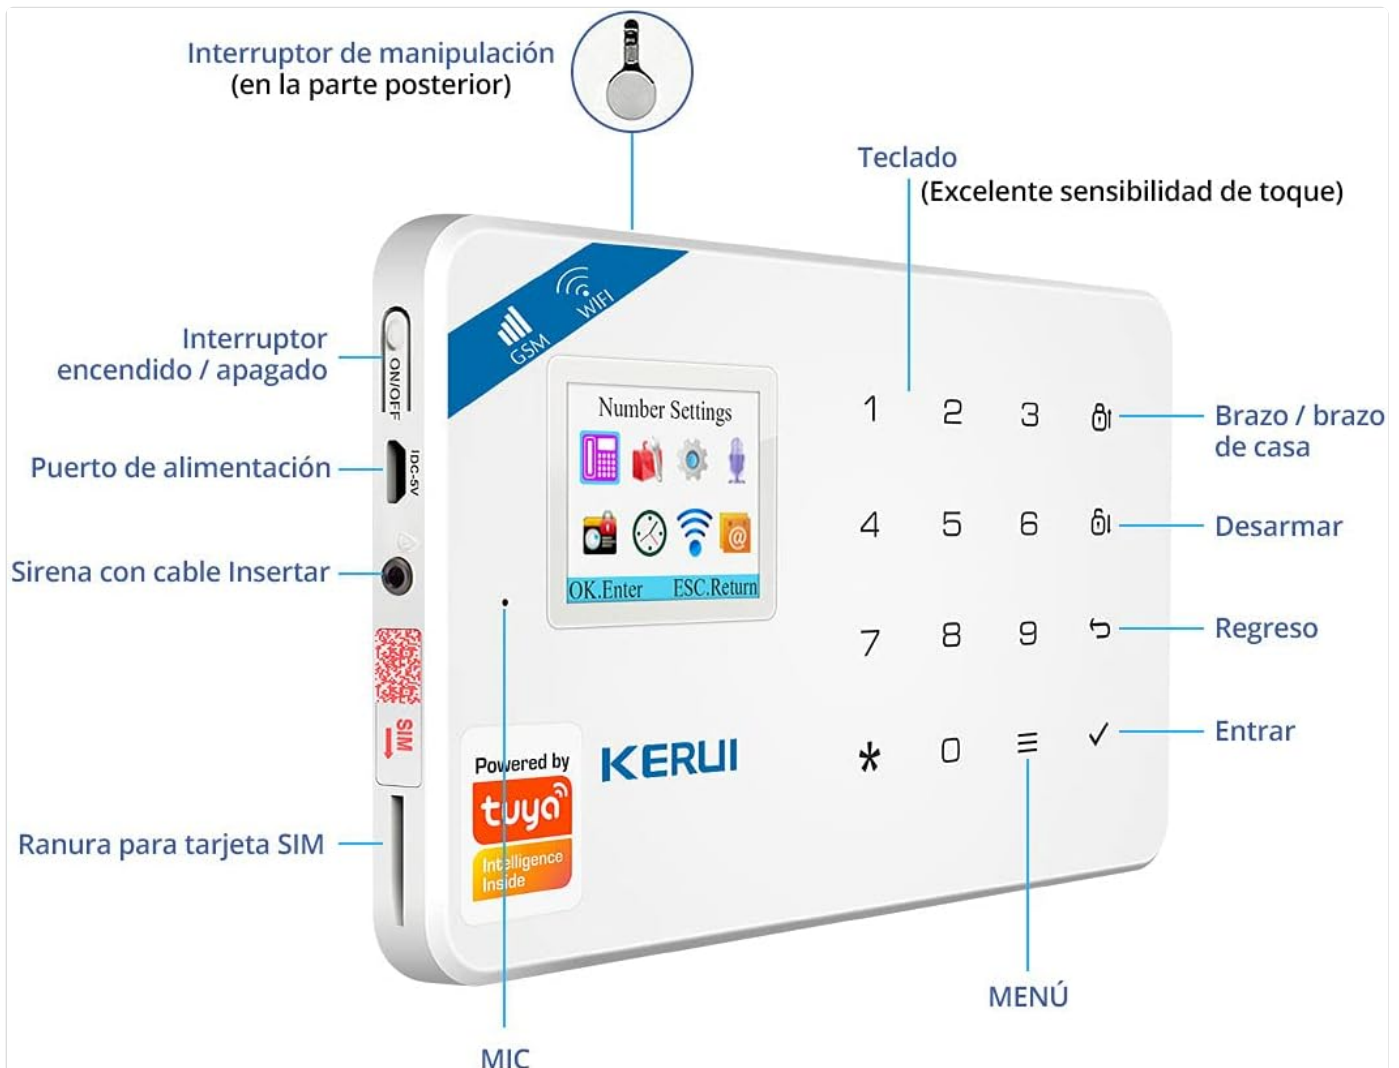 Interruptor de manipulación
(en la parte posterior)
Teclado
(Excelente sensibilidad de toque)
GSM
WIFI
Interruptor
encendido / apagado
ON/OFF
Number Settings
1
2
3
Brazo / brazo
de casa
Puerto de alimentación
IDC-5V
4
5
6
Desarmar
@
OK.Enter ESC.Return
Sirena con cable Insertar
7
8
9
Regreso
SIM
Powered by
tuya
Intelligence
Inside
KERUI
*
0
Entrar
Ranura para tarjeta SIM
MENÚ
MIC